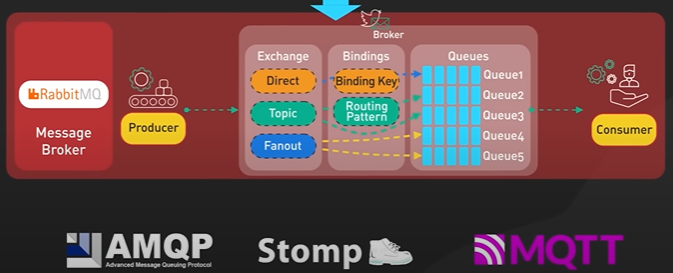 Broker
RabbitMQ
Message
Broker
Producer
Exchange
Direct
Topic
Fanout
Bindings
Binding Key
Routing
Pattern
Queues
Queue1
Queue2
Queue3
Queue4
Queue5
Consumer
AMQP
Advanced Message Queuing Protocol
Stomp
MQTT